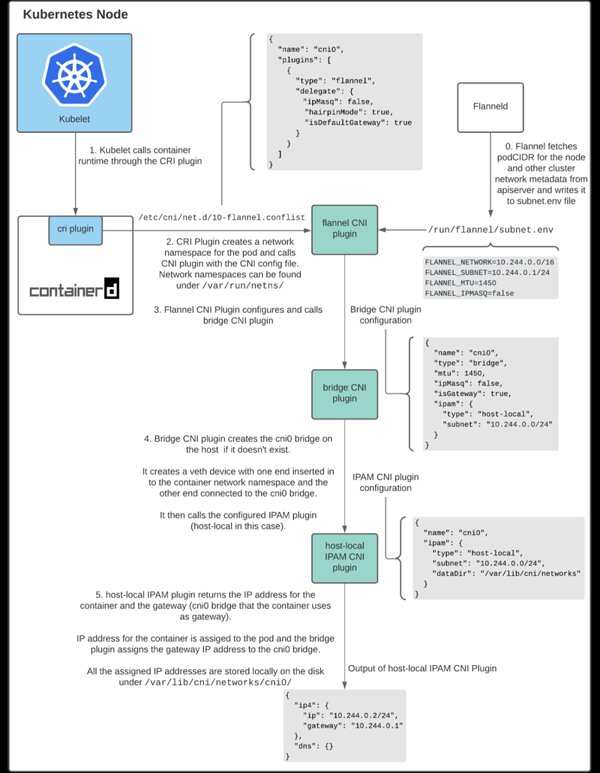 Kubernetes Node
Kubelet
{
"name": "cni0",
"plugins": [
{
"type": "flannel",
"delegate": {
"ipMasq": false,
"hairpinMode": true,
"isDefaultGateway": true
}
}
]
}
Flanneld
1. Kubelet calls container
runtime through the CRI plugin
0. Flannel fetches
podCIDR for the node
and other cluster
network metadata from
apiserver and writes it
to subnet.env file
cri plugin
containerd
/etc/cni/net.d/10-flannel.conflist
flannel CNI
plugin
/run/flannel/subnet.env
2. CRI Plugin creates a network
namespace for the pod and calls
CNI plugin with the CNI config file.
Network namespaces can be found
under /var/run/netns/
FLANNEL_NETWORK=10.244.0.0/16
FLANNEL_SUBNET=10.244.0.1/24
FLANNEL_MTU=1450
FLANNEL_IPMASQ=false
3. Flannel CNI Plugin configures and calls
bridge CNI plugin
Bridge CNI plugin
configuration
{
"name": "cni0",
"type": "bridge",
"mtu": 1450,
"ipMasq": false,
"isGateway": true,
"ipam": {
"type": "host-local",
"subnet": "10.244.0.0/24"
}
}
bridge CNI
plugin
4. Bridge CNI plugin creates the cni0 bridge on
the host if it doesn't exist.
It creates a veth device with one end inserted in
to the container network namespace and the
other end connected to the cni0 bridge.
It then calls the configured IPAM plugin
(host-local in this case).
IPAM CNI plugin
configuration
{
"name": "cni0",
"ipam": {
"type": "host-local",
"subnet": "10.244.0.0/24",
"dataDir": "/var/lib/cni/networks"
}
}
host-local
IPAM CNI
plugin
5. host-local IPAM plugin returns the IP address for the
container and the gateway (cni0 bridge that the container uses
as gateway).
IP address for the container is assiged to the pod and the bridge
plugin assigns the gateway IP address to the cni0 bridge.
All the assigned IP addresses are stored locally on the disk
under /var/lib/cni/networks/cni0/
Output of host-local IPAM CNI Plugin
{
"ip4": {
"ip": "10.244.0.2/24",
"gateway": "10.244.0.1"
},
"dns": {}
}